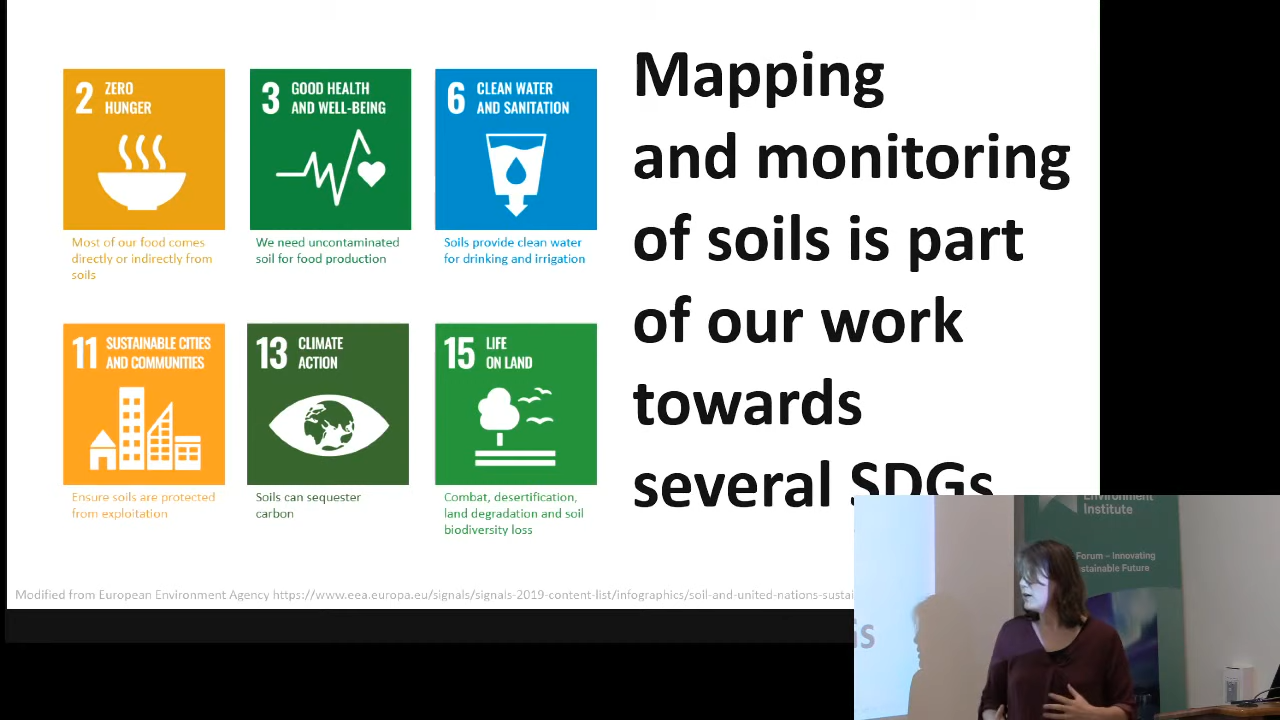 2 ZERO
HUNGER
Most of our food comes
directly or indirectly from
soils
3 GOOD HEALTH
AND WELL-BEING
We need uncontaminated
soil for food production
6 CLEAN WATER
AND SANITATION
Soils provide clean water
for drinking and irrigation
11 SUSTAINABLE CITIES
AND COMMUNITIES
Ensure soils are protected
from exploitation
13 CLIMATE
ACTION
Soils can sequester
carbon
15 LIFE
ON LAND
Combat, desertification,
land degradation and soil
biodiversity loss
Mapping
and monitoring
of soils is part
of our work
towards
several SDGs
Modified from European Environment Agency https://www.eea.europa.eu/signals/signals-2019-content-list/infographics/soil-and-united-nations-sustai
Environment
Institute
Forum – Innovating
stainable Future